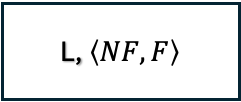 L, ⟨NF, F⟩